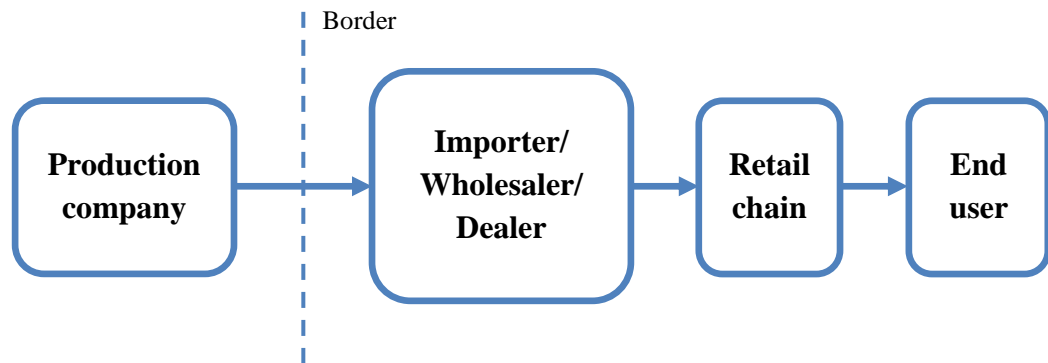 Border
Production
company
Importer/
Wholesaler/
Dealer
Retail
chain
End
user